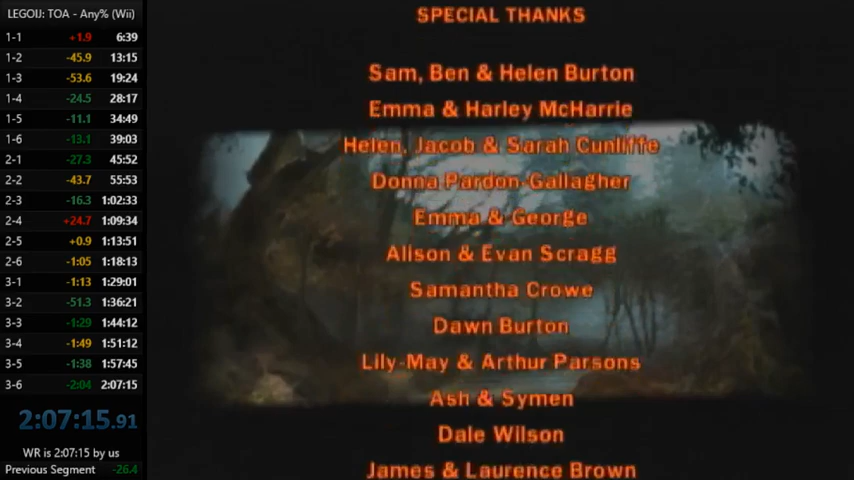 LEGOIJ: TOA - Any% (Wii)
1-1 +1.9 6:39
1-2 -45.9 13:15
1-3 -53.6 19:24
1-4 -24.5 28:17
1-5 -11.1 34:49
1-6 -13.1 39:03
2-1 -27.3 45:52
2-2 -43.7 55:53
2-3 -16.3 1:02:33
2-4 +24.7 1:09:34
2-5 +0.9 1:13:51
2-6 -1:05 1:18:13
3-1 -1:13 1:29:01
3-2 -51.3 1:36:21
3-3 -1:29 1:44:12
3-4 -1:49 1:51:12
3-5 -1:38 1:57:45
3-6 -2:04 2:07:15
2:07:15.91
WR is 2:07:15 by us
Previous Segment -26.4
SPECIAL THANKS
Sam, Ben & Helen Burton
Emma & Harley McHarrie
Helen, Jacob & Sarah Cunliffe
Donna Pardon-Gallagher
Emma & George
Alison & Evan Scragg
Samantha Crowe
Dawn Burton
Lily-May & Arthur Parsons
Ash & Symen
Dale Wilson
James & Laurence Brown